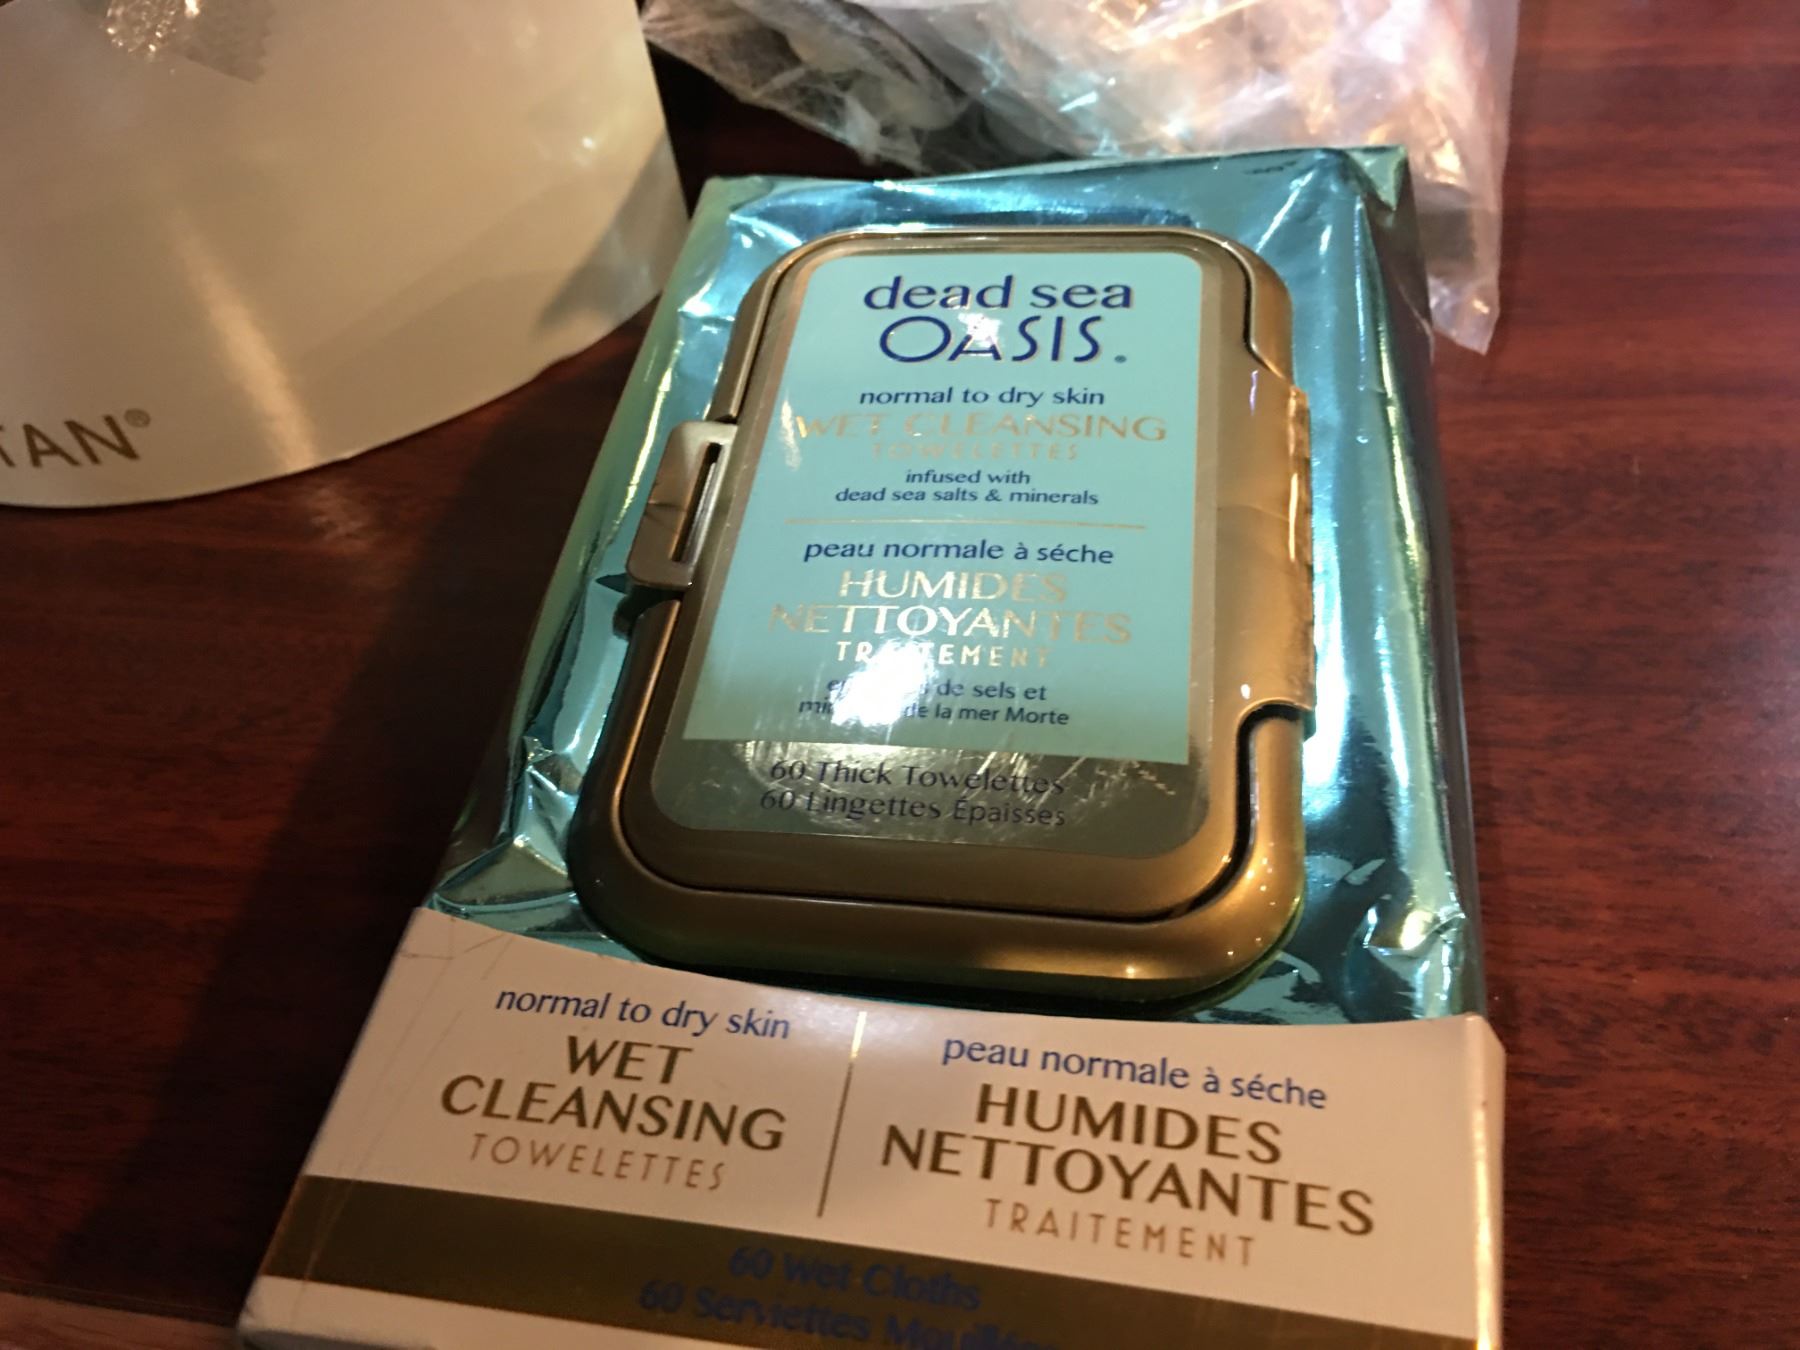 TAN®
dead sea
OASIS®
normal to dry skin
WET CLEANSING
TOWELETTES
infused with
dead sea salts & minerals
peau normale à séche
HUMIDES
NETTOYANTES
TRAITEMENT
de sels et
de la mer Morte
60 Thick Towelettes
60 Lingettes Épaisses
normal to dry skin
WET
CLEANSING
TOWELETTES
peau normale à séche
HUMIDES
NETTOYANTES
TRAITEMENT
60 Wet Cloths
60 Serviettes